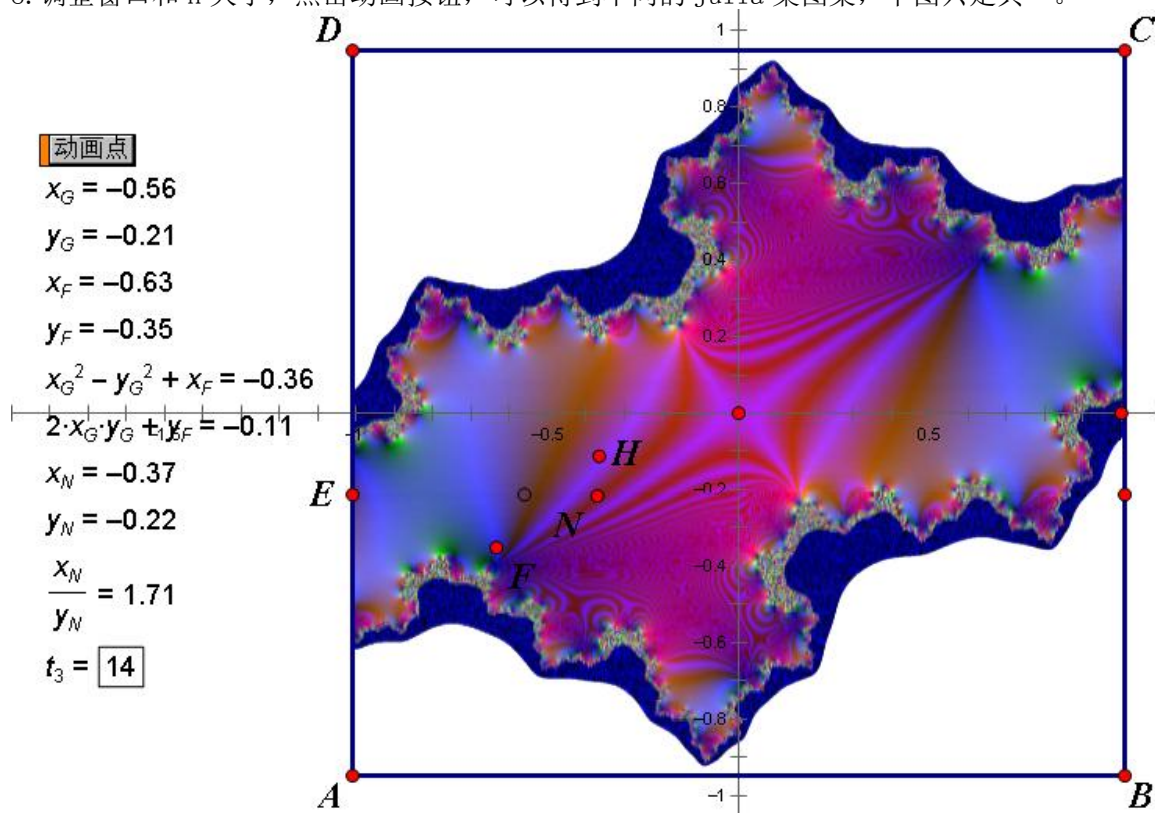 D
C
1
0.8
动画点
x_G = −0.56
0.6
y_G = −0.21
0.4
x_F = −0.63
y_F = −0.35
0.2
x_G² − y_G² + x_F = −0.36
2·x_G·y_G + y_F = −0.11
-1
-0.5
0.5
H
x_N = −0.37
E
−0.2
y_N = −0.22
N
F
−0.4
x_N
— = 1.71
y_N
−0.6
t₃ = 14
−0.8
A
−1
B